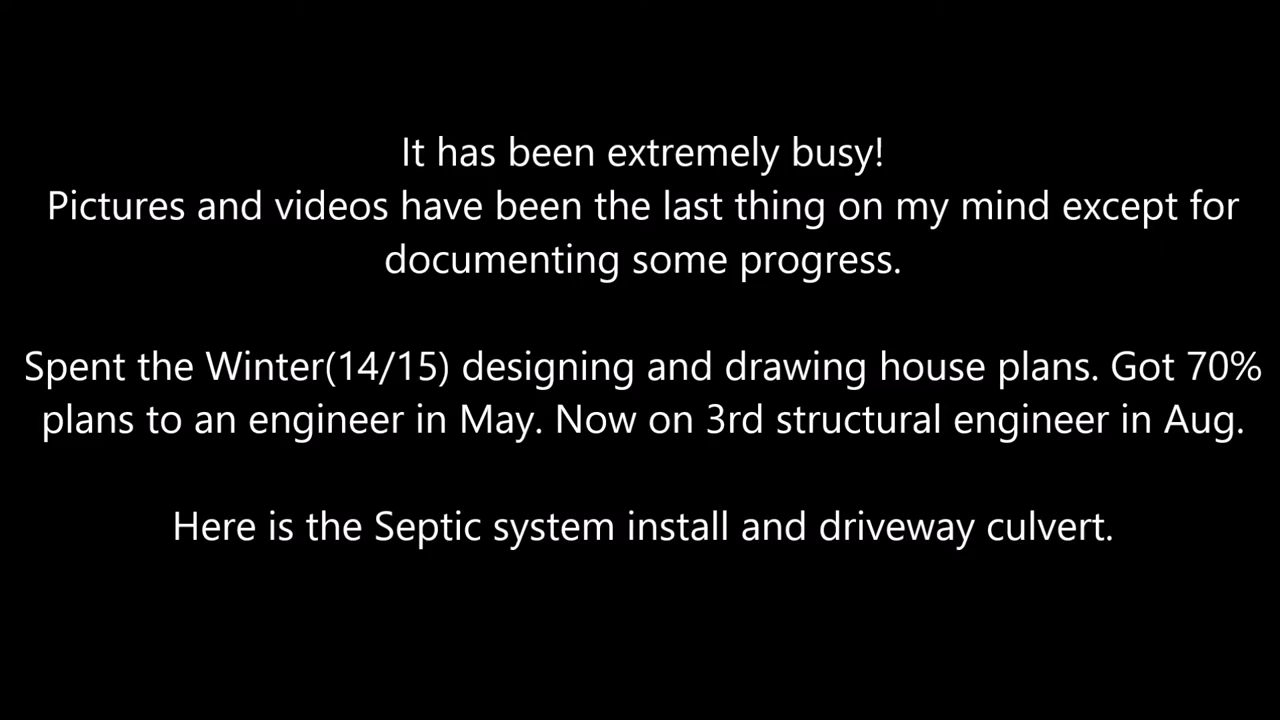 It has been extremely busy!
Pictures and videos have been the last thing on my mind except for
documenting some progress.
Spent the Winter(14/15) designing and drawing house plans. Got 70%
plans to an engineer in May. Now on 3rd structural engineer in Aug.
Here is the Septic system install and driveway culvert.